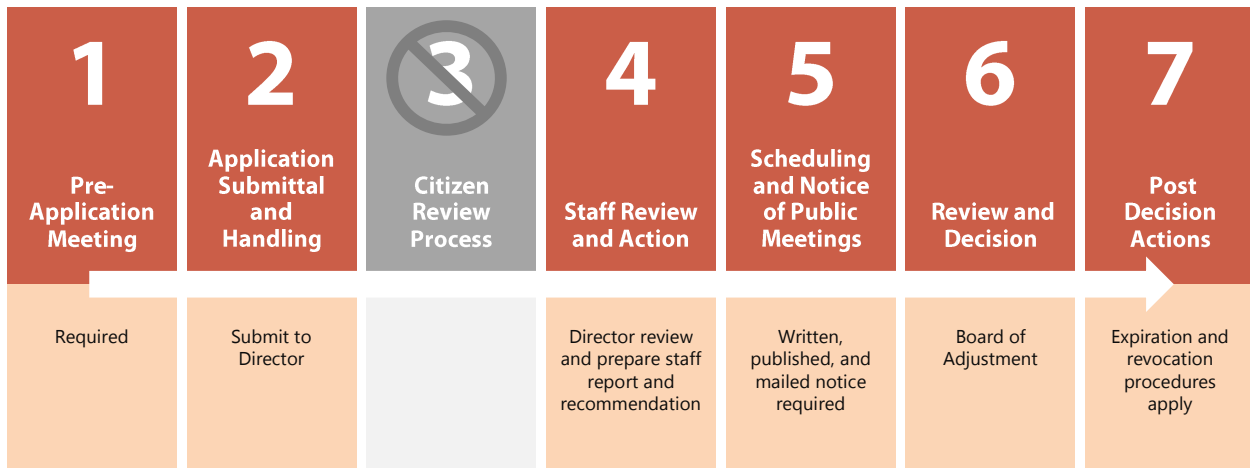 1
Pre-
Application
Meeting
Required
2
Application
Submittal
and
Handling
Submit to
Director
3
Citizen
Review
Process
4
Staff Review
and Action
Director review
and prepare staff
report and
recommendation
5
Scheduling
and Notice
of Public
Meetings
Written,
published, and
mailed notice
required
6
Review and
Decision
Board of
Adjustment
7
Post
Decision
Actions
Expiration and
revocation
procedures
apply